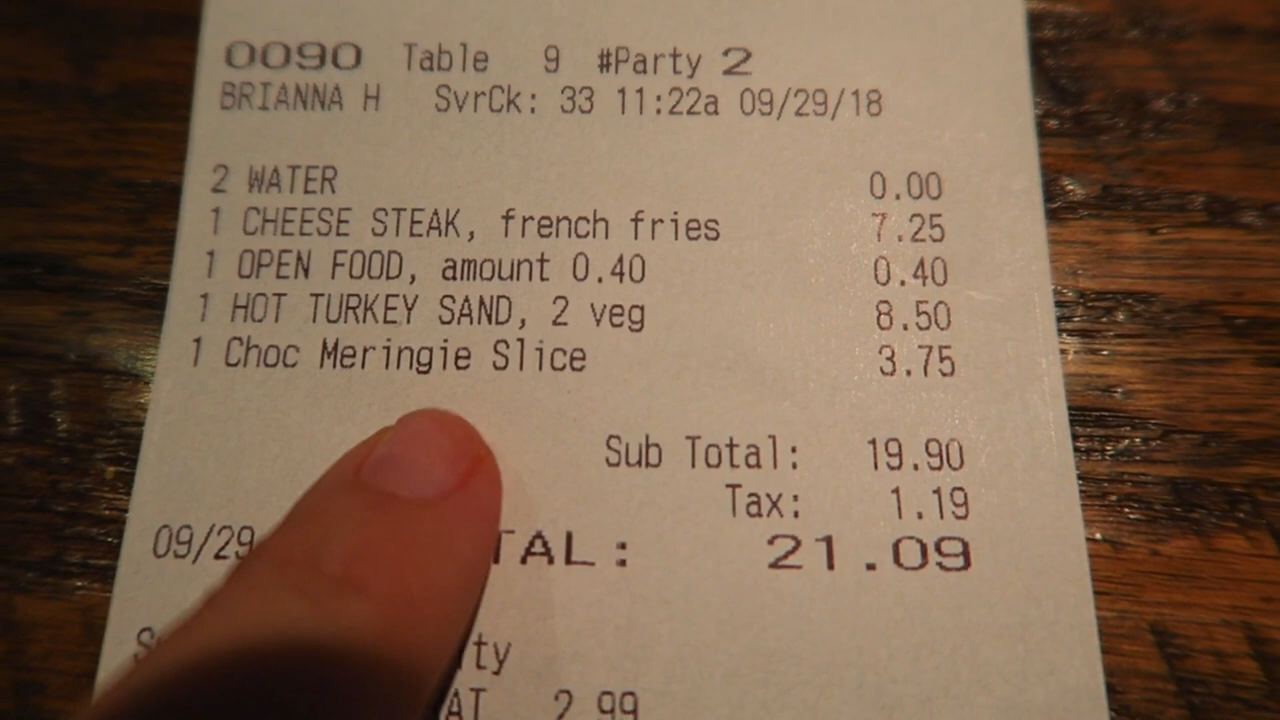 0090 Table 9 #Party 2
BRIANNA H SvrCk: 33 11:22a 09/29/18
2 WATER 0.00
1 CHEESE STEAK, french fries 7.25
1 OPEN FOOD, amount 0.40 0.40
1 HOT TURKEY SAND, 2 veg 8.50
1 Choc Meringie Slice 3.75
Sub Total: 19.90
Tax: 1.19
09/29 TAL: 21.09
ty
AT 2.99